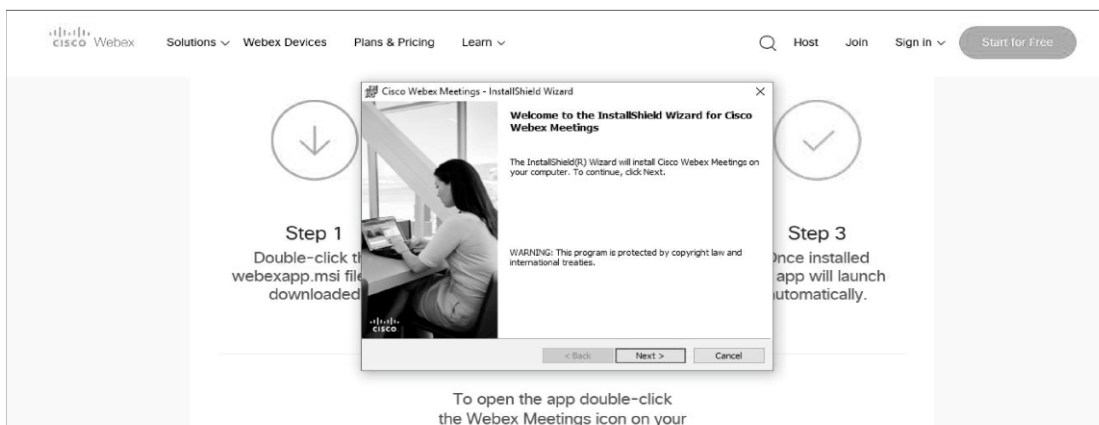 CISCO Webex
Solutions Webex Devices Plans & Pricing Learn Host Join Sign in Start for Free
Cisco Webex Meetings - InstallShield Wizard
Welcome to the InstallShield Wizard for Cisco
Webex Meetings
The InstallShield(R) Wizard will install Cisco Webex Meetings on
your computer. To continue, click Next.
WARNING: This program is protected by copyright law and
international treaties.
CISCO
< Back Next > Cancel
Step 1
Double-click
webexapp.msi
downloaded
Step 3
installed
app will launch
automatically.
To open the app double-click
the Webex Meetings icon on your